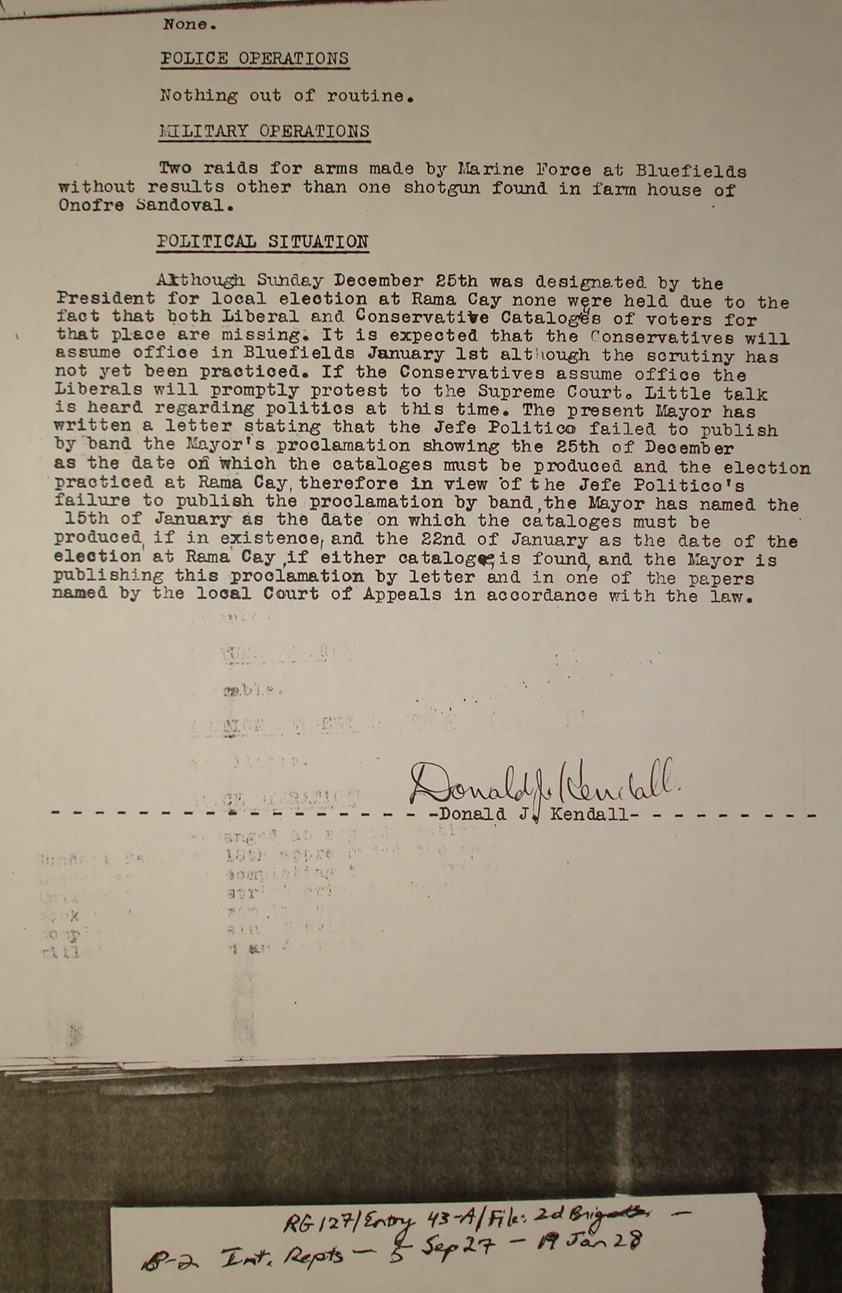 None.
POLICE OPERATIONS
Nothing out of routine.
MILITARY OPERATIONS
Two raids for arms made by Marine Force at Bluefields
without results other than one shotgun found in farm house of
Onofre Sandoval.
POLITICAL SITUATION
Although Sunday December 25th was designated by the
President for local election at Rama Cay none were held due to the
fact that both Liberal and Conservative Cataloges of voters for
that place are missing. It is expected that the Conservatives will
assume office in Bluefields January 1st although the scrutiny has
not yet been practiced. If the Conservatives assume office the
Liberals will promptly protest to the Supreme Court. Little talk
is heard regarding politics at this time. The present Mayor has
written a letter stating that the Jefe Politico failed to publish
by band the Mayor's proclamation showing the 25th of December
as the date on which the cataloges must be produced and the election
practiced at Rama Cay, therefore in view of the Jefe Politico's
failure to publish the proclamation by band, the Mayor has named the
15th of January as the date on which the cataloges must be
produced, if in existence, and the 22nd of January as the date of the
election at Rama Cay, if either cataloge is found, and the Mayor is
publishing this proclamation by letter and in one of the papers
named by the local Court of Appeals in accordance with the law.
Donald J. Kendall
- - - - - - - - - - - - - - - - - - -Donald J. Kendall- - - - - - - - -
RG127/Entry 43-A/File: 2d Brigade —
B-2 Int. Repts — 5 Sep 27 — 19 Jan 28